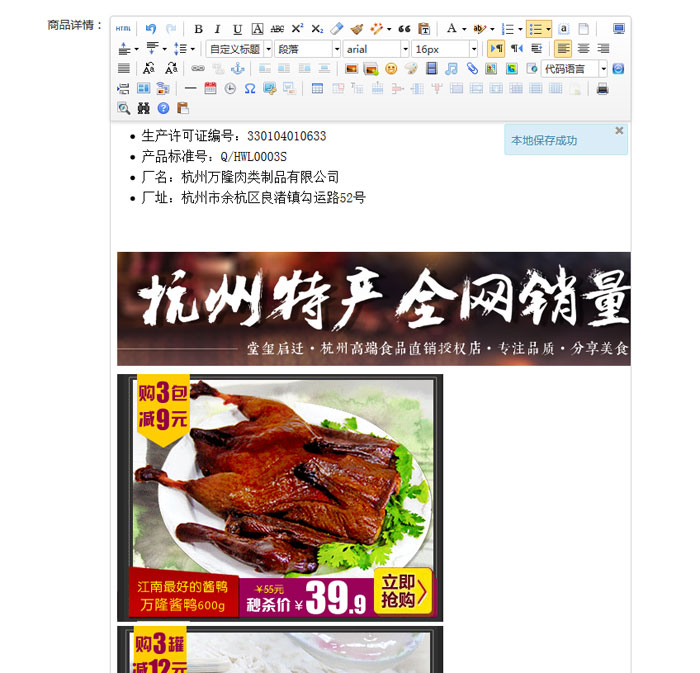 商品详情：
HTML
自定义标题
段落
arial
16px
代码语言
生产许可证编号：330104010633
产品标准号：Q/HWL0003S
厂名：杭州万隆肉类制品有限公司
厂址：杭州市余杭区良渚镇勾运路52号
本地保存成功
杭州特产全网销量
堂玺启迁·杭州高端食品直销授权店·专注品质·分享美食
购3包
减9元
江南最好的酱鸭
万隆酱鸭600g
￥55元
秒杀价￥39.9
立即
抢购
购3罐
减12元